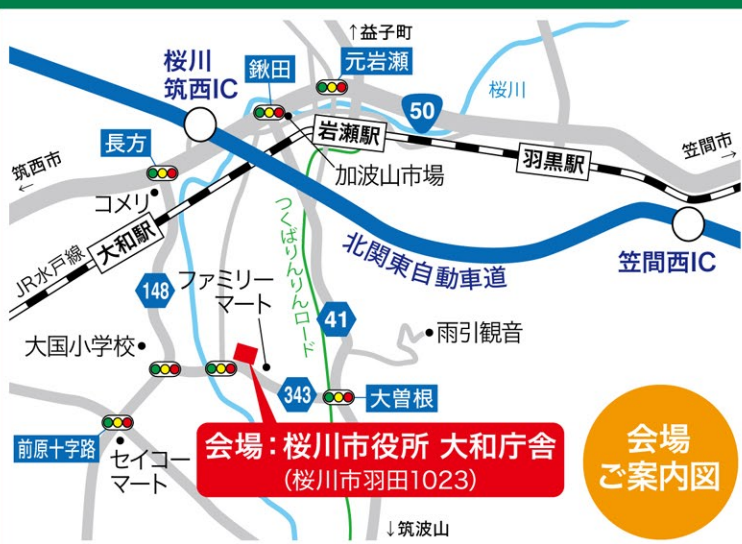 ↑益子町
桜川
筑西IC
鍬田
元岩瀬
桜川
50
長方
岩瀬駅
羽黒駅
笠間市
→
筑西市
←
コメリ
加波山市場
大和駅
JR水戸線
つくばりんりんロード
北関東自動車道
笠間西IC
148
ファミリー
マート
41
雨引観音
大国小学校
343
大曽根
前原十字路
セイコー
マート
会場：桜川市役所 大和庁舎
(桜川市羽田1023)
会場
ご案内図
↓筑波山